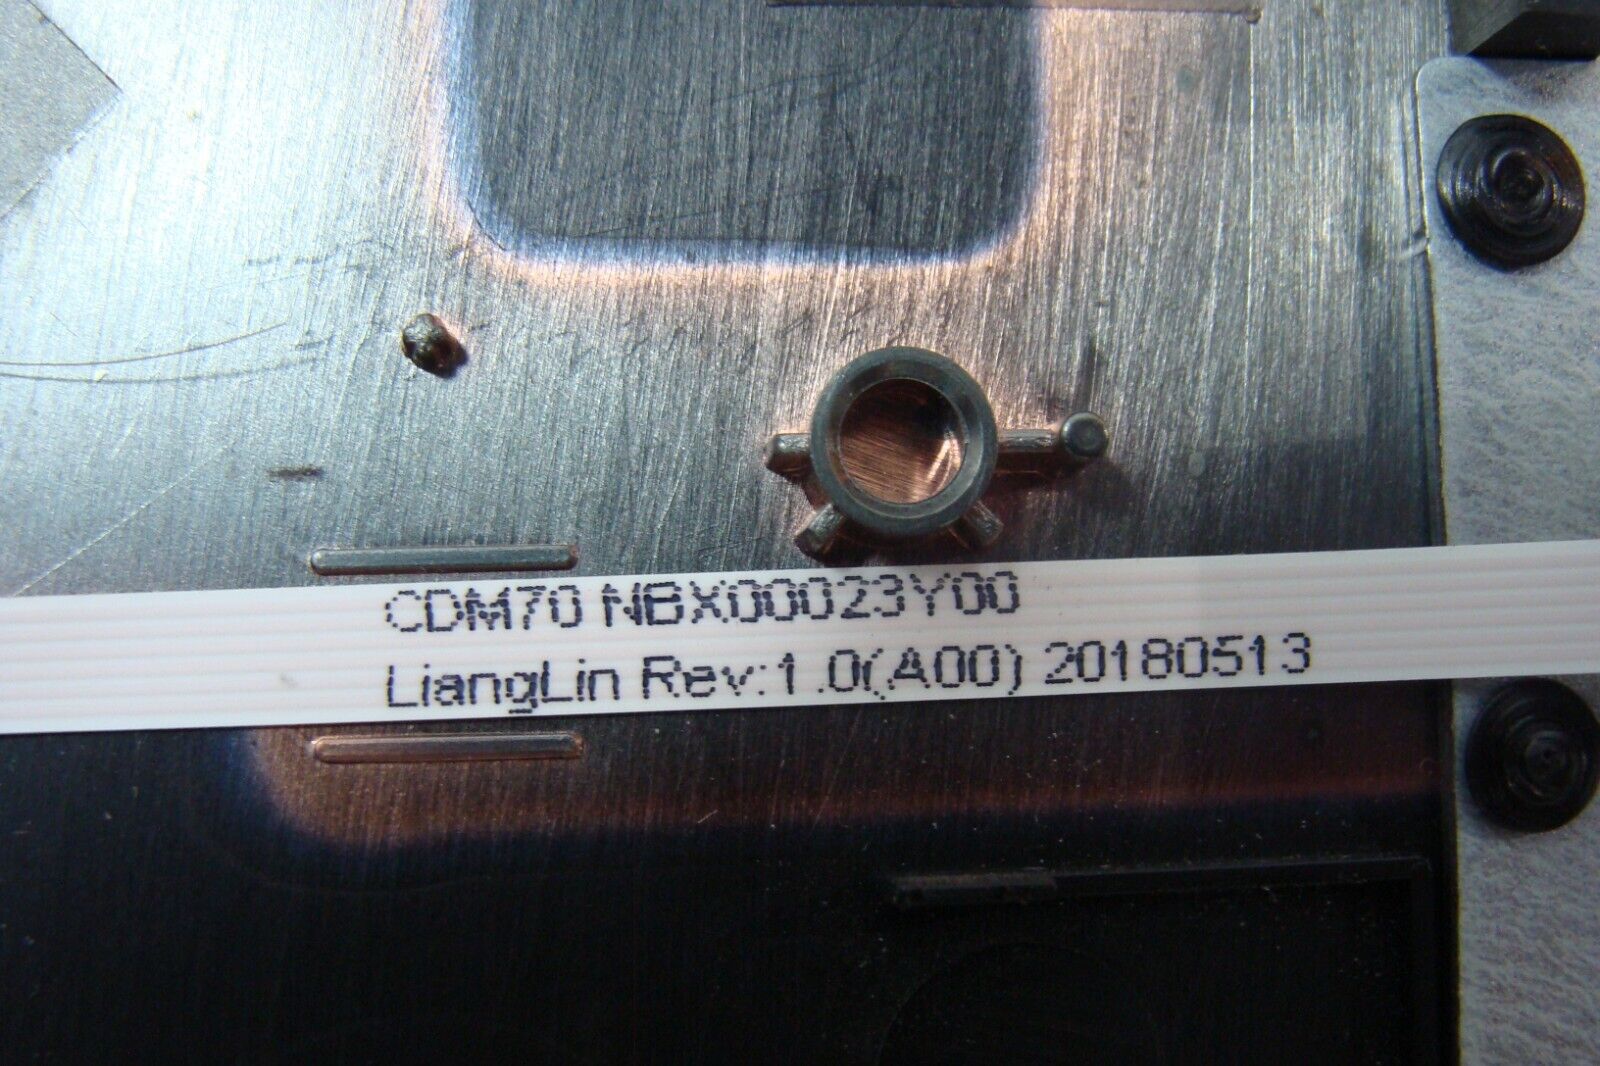 CDM70 NBX00023Y00
LiangLin Rev:1.0(A00) 20180513